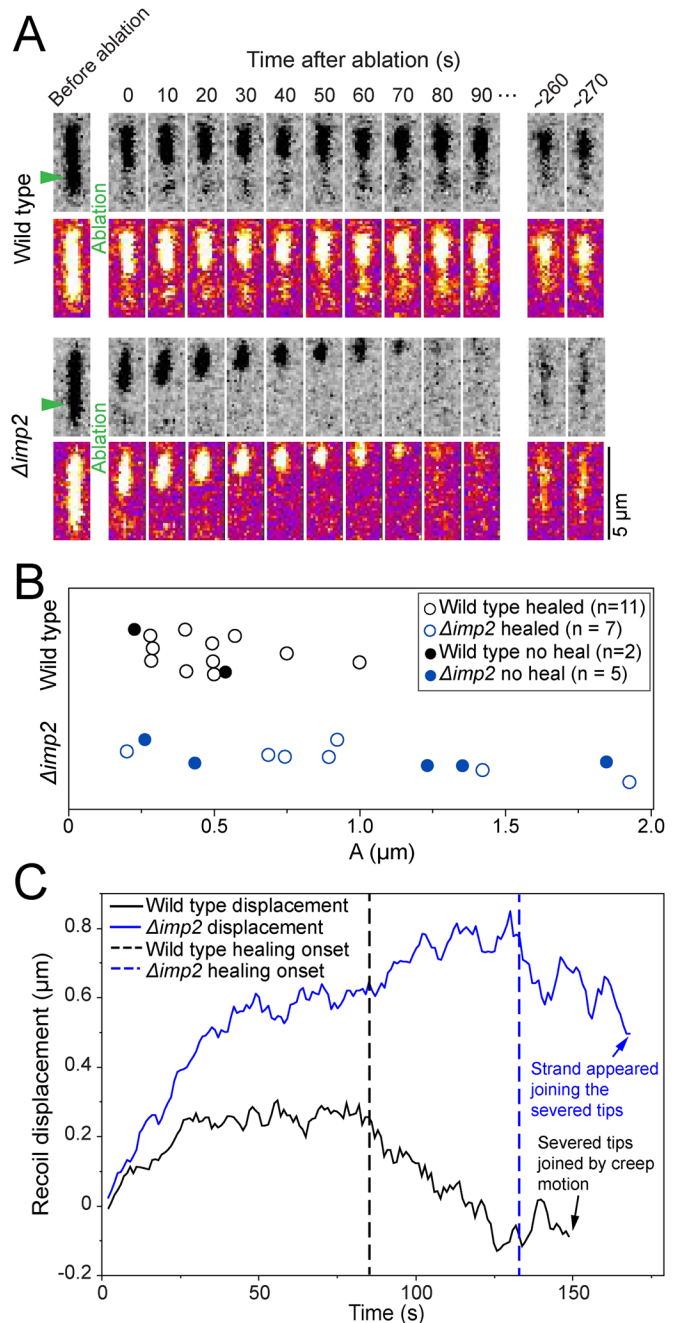 A
Before ablation
Time after ablation (s)
0 10 20 30 40 50 60 70 80 90 ··· ~260 ~270
Wild type
Ablation
Δimp2
Ablation
5 μm
B
Wild type
Δimp2
Wild type healed (n=11)
Δimp2 healed (n = 7)
Wild type no heal (n=2)
Δimp2 no heal (n = 5)
0 0.5 1.0 1.5 2.0
A (μm)
C
Recoil displacement (μm)
0.8
0.6
0.4
0.2
0
-0.2
Wild type displacement
Δimp2 displacement
Wild type healing onset
Δimp2 healing onset
Strand appeared
joining the
severed tips
Severed tips
joined by creep
motion
0 50 100 150
Time (s)